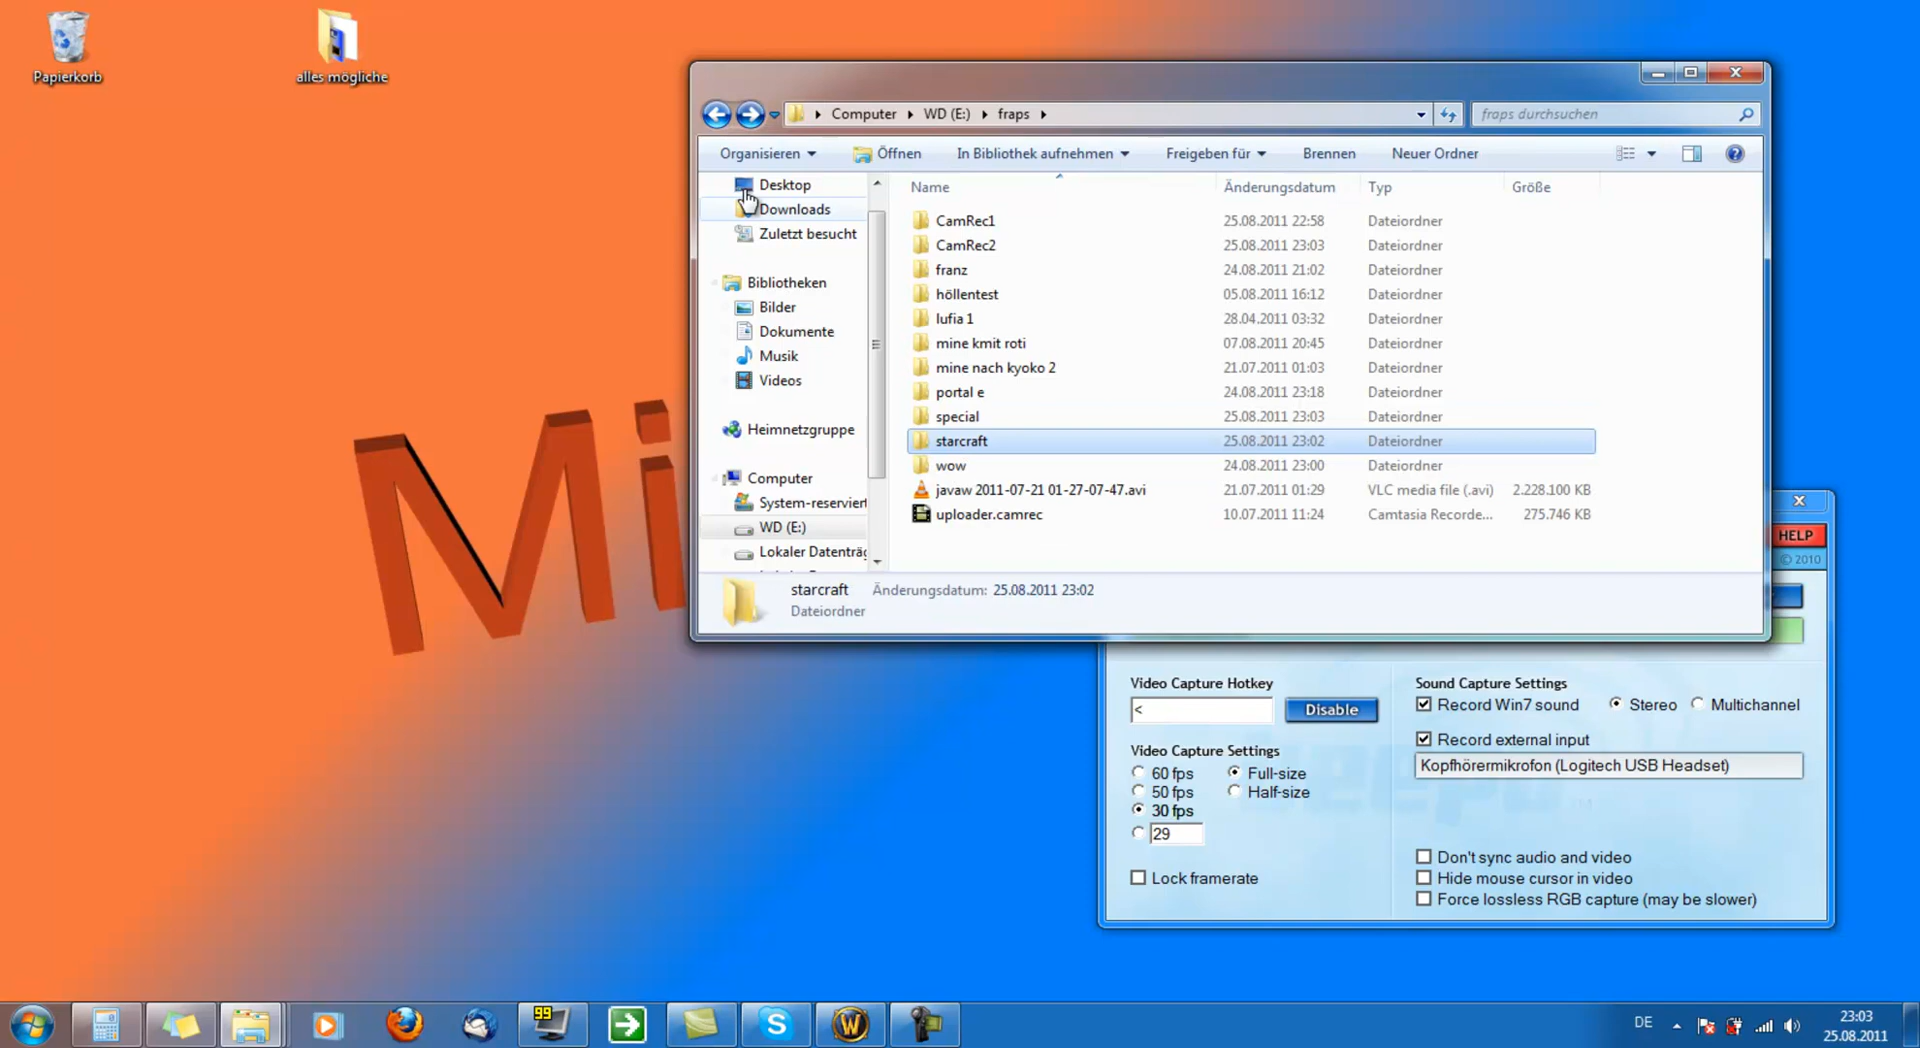 Papierkorb
alles mögliche
Mi
Computer WD (E:) fraps
fraps durchsuchen
Organisieren Öffnen In Bibliothek aufnehmen Freigeben für Brennen Neuer Ordner
Desktop
Downloads
Zuletzt besucht
Bibliotheken
Bilder
Dokumente
Musik
Videos
Heimnetzgruppe
Computer
System-reserviert
WD (E:)
Lokaler Datenträg
Name Änderungsdatum Typ Größe
CamRec1 25.08.2011 22:58 Dateiordner
CamRec2 25.08.2011 23:03 Dateiordner
franz 24.08.2011 21:02 Dateiordner
höllentest 05.08.2011 16:12 Dateiordner
lufia 1 28.04.2011 03:32 Dateiordner
mine kmit roti 07.08.2011 20:45 Dateiordner
mine nach kyoko 2 21.07.2011 01:03 Dateiordner
portal e 24.08.2011 23:18 Dateiordner
special 25.08.2011 23:03 Dateiordner
starcraft 25.08.2011 23:02 Dateiordner
wow 24.08.2011 23:00 Dateiordner
javaw 2011-07-21 01-27-07-47.avi 21.07.2011 01:29 VLC media file (.avi) 2.228.100 KB
uploader.camrec 10.07.2011 11:24 Camtasia Recorde... 275.746 KB
starcraft Änderungsdatum: 25.08.2011 23:02
Dateiordner
HELP
© 2010
Video Capture Hotkey
<
Disable
Video Capture Settings
60 fps
50 fps
30 fps
29
Full-size
Half-size
Lock framerate
Sound Capture Settings
Record Win7 sound Stereo Multichannel
Record external input
Kopfhörermikrofon (Logitech USB Headset)
Don't sync audio and video
Hide mouse cursor in video
Force lossless RGB capture (may be slower)
99
DE
23:03
25.08.2011